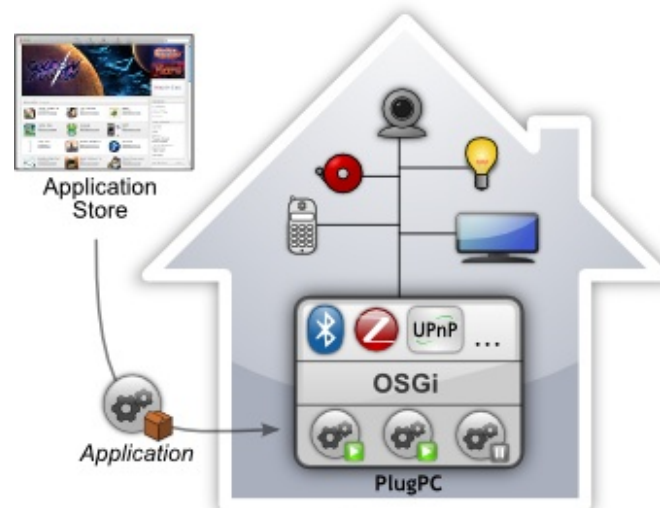 Application
Store
UPnP
...
OSGi
Application
PlugPC